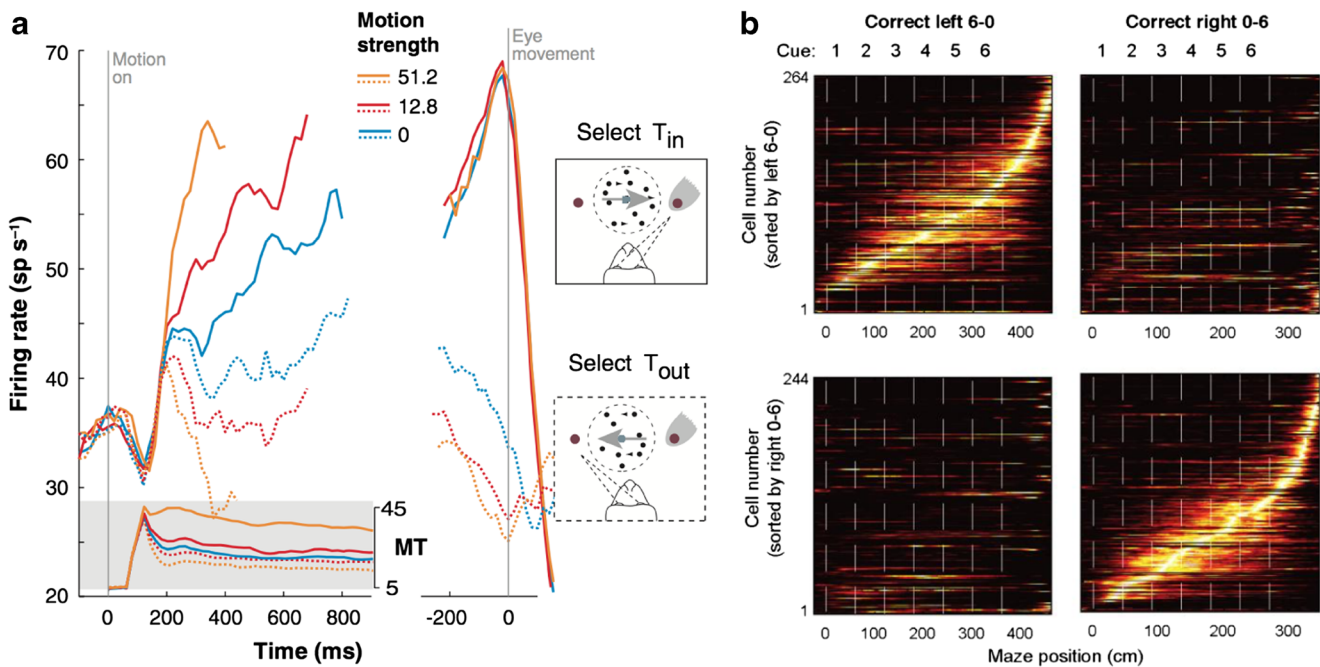 a
Motion
strength
51.2
12.8
0
Motion
on
Eye
movement
70
60
50
40
30
20
Firing rate (sp s⁻¹)
45
5
MT
0 200 400 600 800
-200 0
Time (ms)
Select Tin
Select Tout
b
Correct left 6-0
Correct right 0-6
Cue: 1 2 3 4 5 6
1 2 3 4 5 6
264
1
Cell number
(sorted by left 6-0)
0 100 200 300 400
0 100 200 300
244
1
Cell number
(sorted by right 0-6)
0 100 200 300 400
0 100 200 300
Maze position (cm)